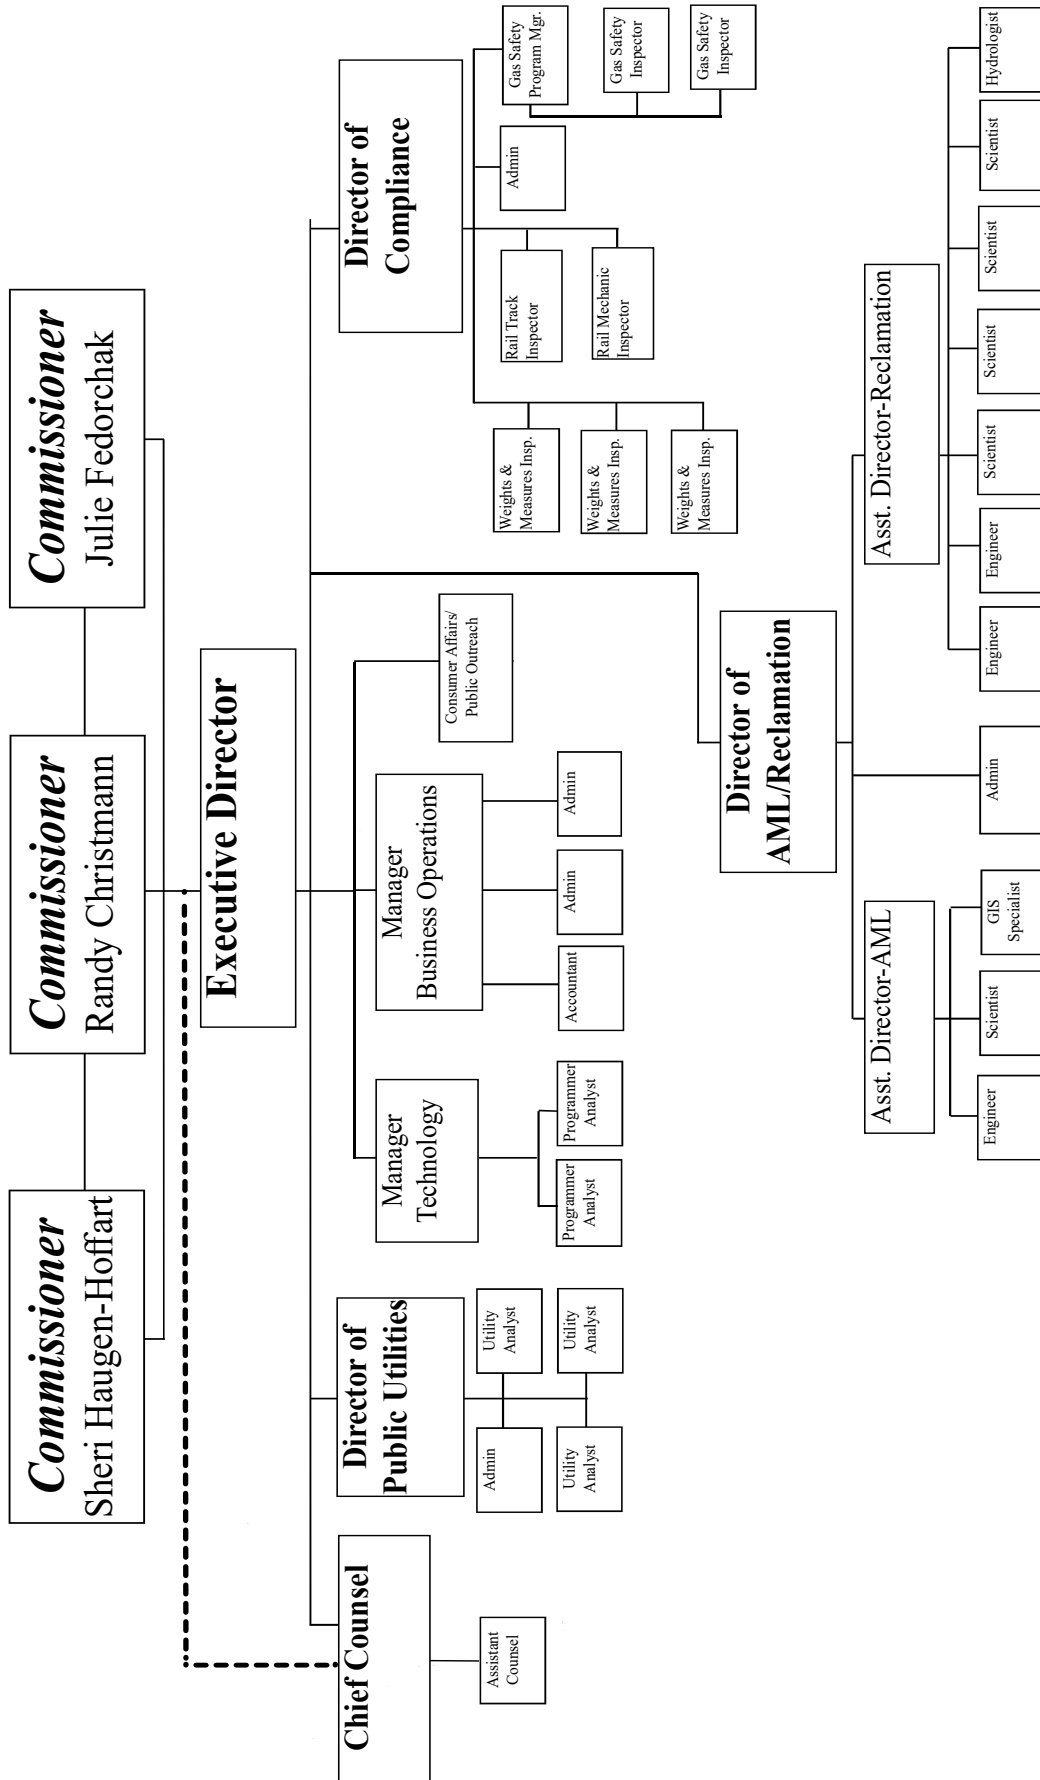 Commissioner
Sheri Haugen-Hoffart
Commissioner
Randy Christmann
Commissioner
Julie Fedorchak
Executive Director
Chief Counsel
Assistant
Counsel
Director of
Public Utilities
Admin
Utility
Analyst
Utility
Analyst
Utility
Analyst
Manager
Technology
Programmer
Analyst
Programmer
Analyst
Manager
Business Operations
Accountant
Admin
Admin
Consumer Affairs/
Public Outreach
Director of
Compliance
Weights &
Measures Insp.
Weights &
Measures Insp.
Weights &
Measures Insp.
Rail Track
Inspector
Rail Mechanic
Inspector
Admin
Gas Safety
Program Mgr.
Gas Safety
Inspector
Gas Safety
Inspector
Director of
AML/Reclamation
Asst. Director-AML
Engineer
Scientist
GIS
Specialist
Admin
Asst. Director-Reclamation
Engineer
Engineer
Scientist
Scientist
Scientist
Scientist
Hydrologist